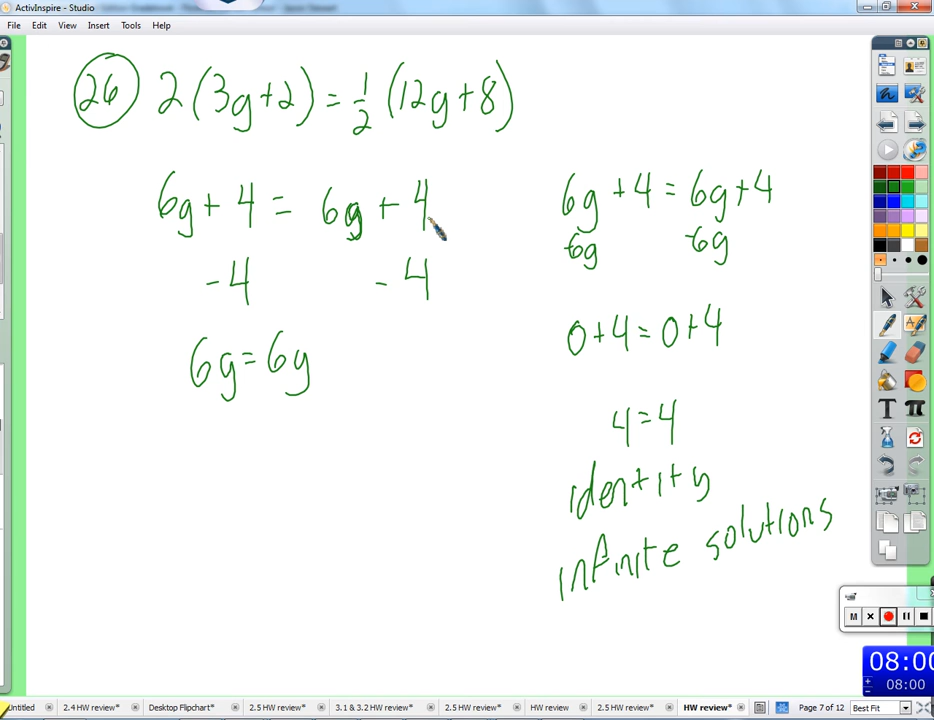 ActivInspire - Studio
File Edit View Insert Tools Help
26 2(3g+2) = 1/2 (12g+8)
6g + 4 = 6g + 4
-4 - 4
6g = 6g
6g + 4 = 6g + 4
-6g -6g
0+4 = 0+4
4 = 4
identity
infinite solutions
M
08:00
08:00
Untitled 2.4 HW review* Desktop Flipchart* 2.5 HW review* 3.1 & 3.2 HW review* 2.5 HW review* HW review 2.5 HW review* HW review* Page 7 of 12 Best Fit